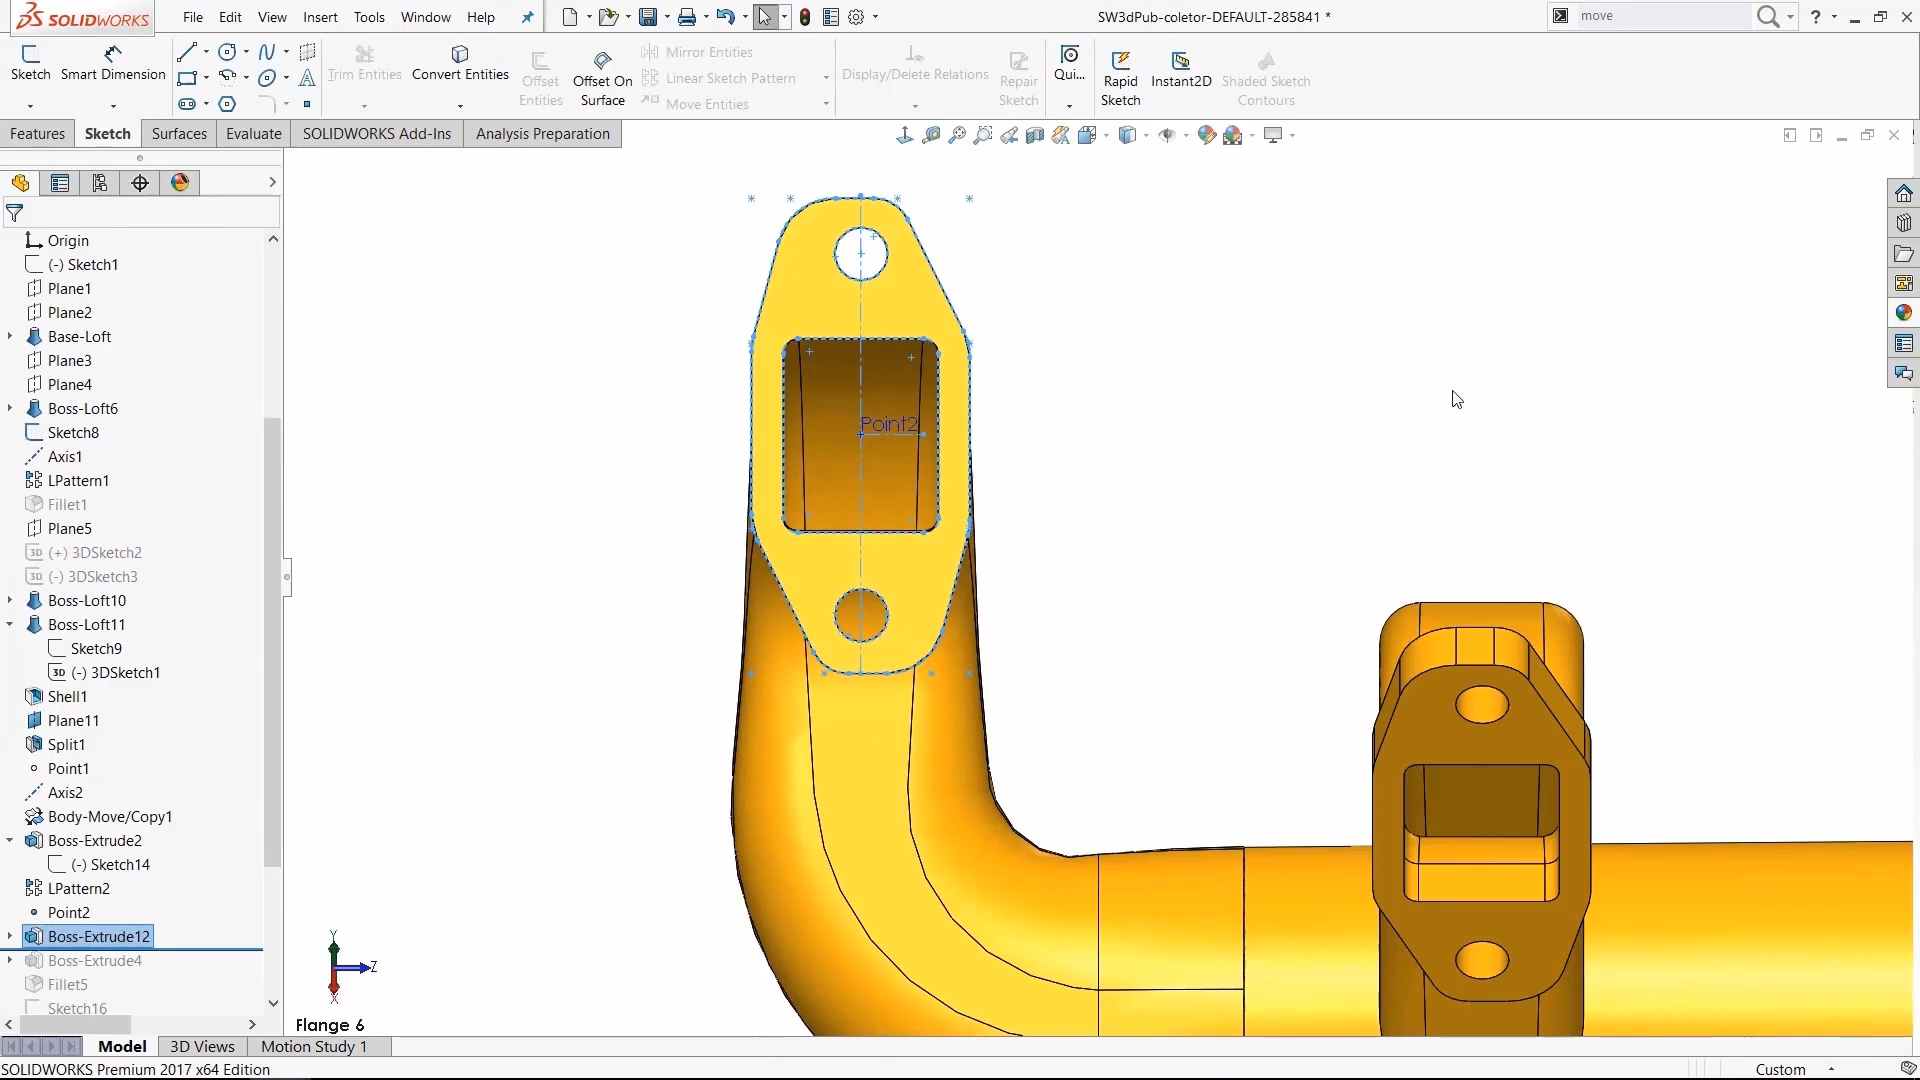 SOLIDWORKS File Edit View Insert Tools Window Help SW3dPub-coletor-DEFAULT-285841 * move ?
Sketch Smart Dimension Trim Entities Convert Entities Offset Entities Offset On Surface Mirror Entities Linear Sketch Pattern Move Entities Display/Delete Relations Repair Sketch Qui... Rapid Sketch Instant2D Shaded Sketch Contours
Features Sketch Surfaces Evaluate SOLIDWORKS Add-Ins Analysis Preparation
Origin
(-) Sketch1
Plane1
Plane2
Base-Loft
Plane3
Plane4
Boss-Loft6
Sketch8
Axis1
LPattern1
Fillet1
Plane5
3D (+) 3DSketch2
3D (-) 3DSketch3
Boss-Loft10
Boss-Loft11
Sketch9
3D (-) 3DSketch1
Shell1
Plane11
Split1
Point1
Axis2
Body-Move/Copy1
Boss-Extrude2
(-) Sketch14
LPattern2
Point2
Boss-Extrude12
Boss-Extrude4
Fillet5
Sketch16
Point2
Y
Z
X
Flange 6
Model 3D Views Motion Study 1
SOLIDWORKS Premium 2017 x64 Edition Custom